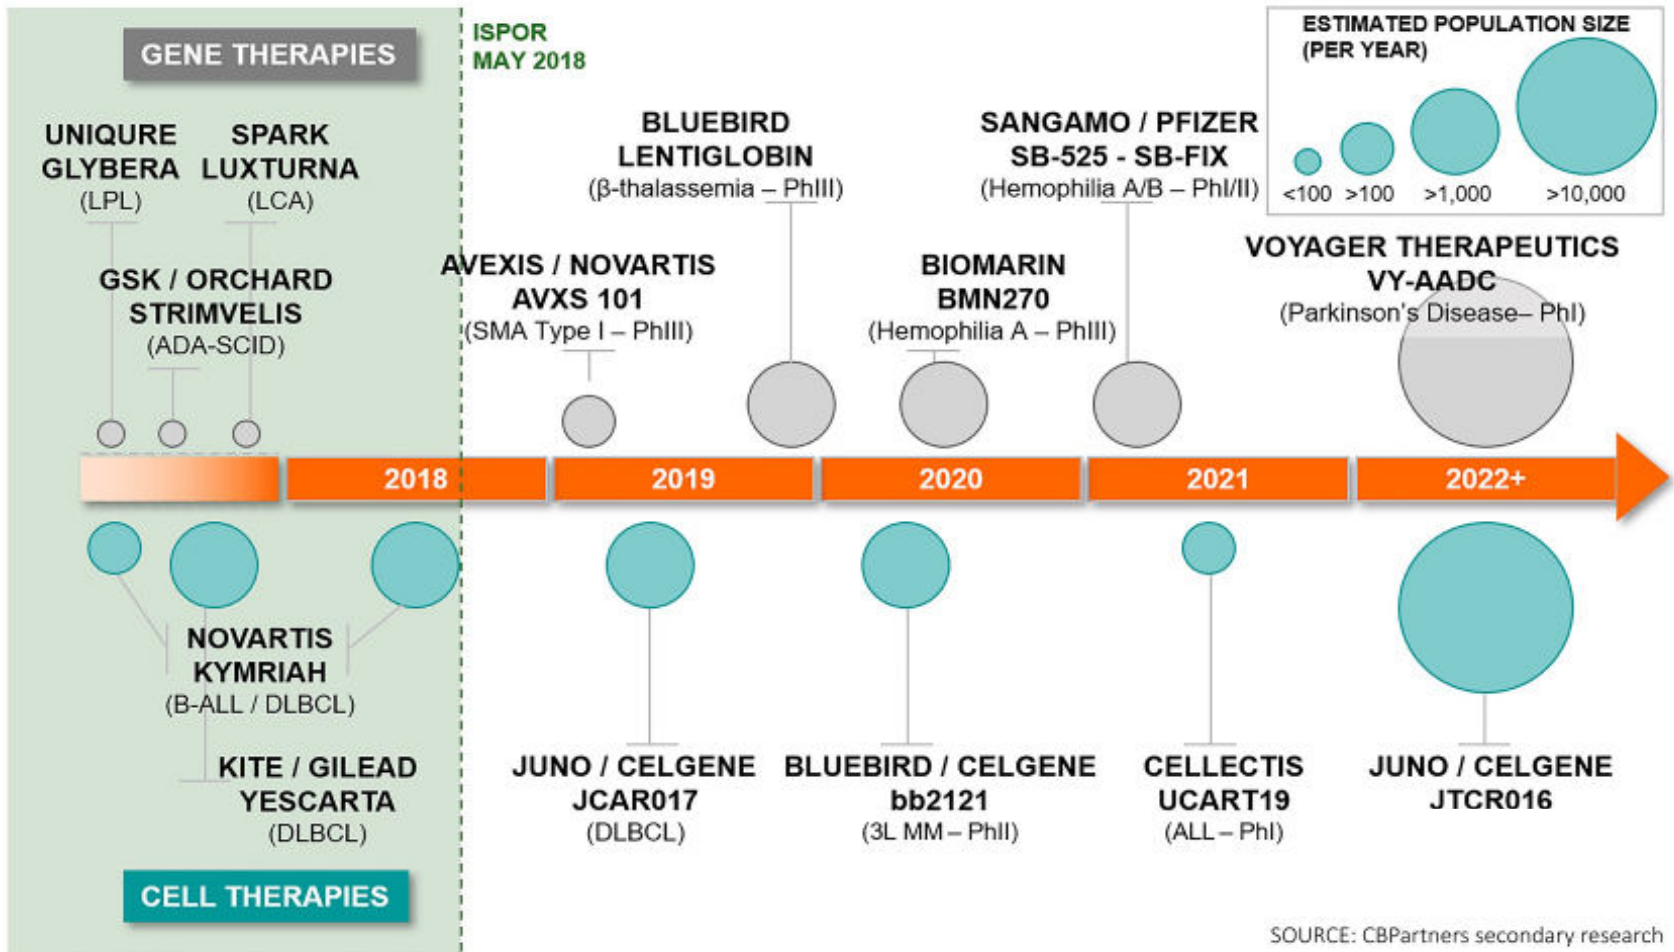 GENE THERAPIES
ISPOR
MAY 2018
ESTIMATED POPULATION SIZE
(PER YEAR)
<100 >100 >1,000 >10,000
UNIQURE
GLYBERA
(LPL)
SPARK
LUXTURNA
(LCA)
GSK / ORCHARD
STRIMVELIS
(ADA-SCID)
AVEXIS / NOVARTIS
AVXS 101
(SMA Type I – PhIII)
BLUEBIRD
LENTIGLOBIN
(β-thalassemia – PhIII)
BIOMARIN
BMN270
(Hemophilia A – PhIII)
SANGAMO / PFIZER
SB-525 - SB-FIX
(Hemophilia A/B – PhI/II)
VOYAGER THERAPEUTICS
VY-AADC
(Parkinson's Disease– PhI)
2018 2019 2020 2021 2022+
NOVARTIS
KYMRIAH
(B-ALL / DLBCL)
KITE / GILEAD
YESCARTA
(DLBCL)
JUNO / CELGENE
JCAR017
(DLBCL)
BLUEBIRD / CELGENE
bb2121
(3L MM – PhII)
CELLECTIS
UCART19
(ALL – PhI)
JUNO / CELGENE
JTCR016
CELL THERAPIES
SOURCE: CBPartners secondary research